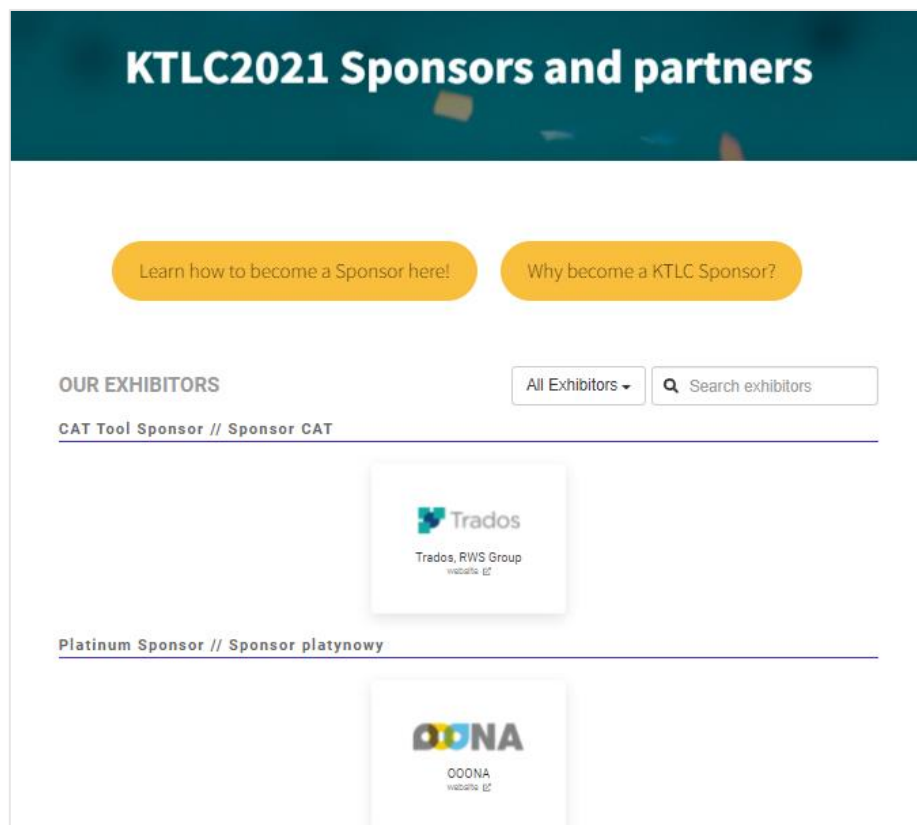 KTLC2021 Sponsors and partners
Learn how to become a Sponsor here!
Why become a KTLC Sponsor?
OUR EXHIBITORS
All Exhibitors
Search exhibitors
CAT Tool Sponsor // Sponsor CAT
Trados
Trados, RWS Group
website
Platinum Sponsor // Sponsor platynowy
OOONA
OOONA
website